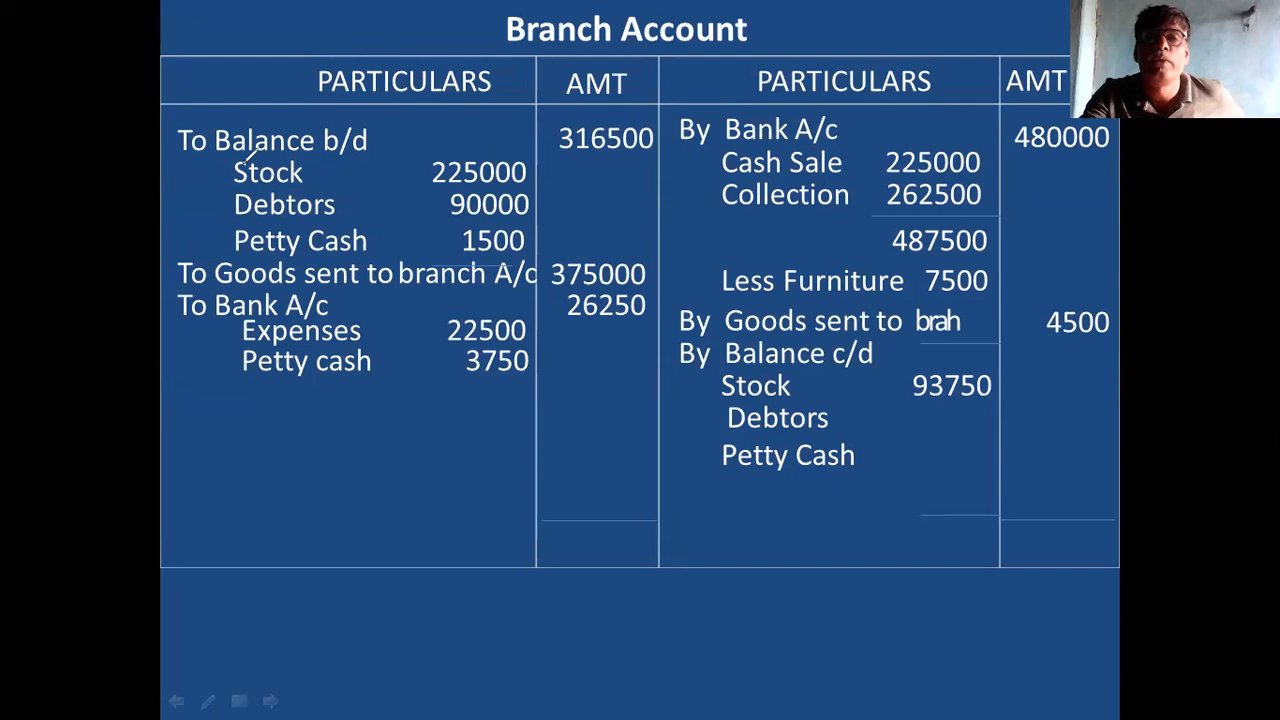 Branch Account
PARTICULARS AMT PARTICULARS AMT
To Balance b/d 316500
Stock 225000
Debtors 90000
Petty Cash 1500
To Goods sent to branch A/c 375000
To Bank A/c 26250
Expenses 22500
Petty cash 3750
By Bank A/c 480000
Cash Sale 225000
Collection 262500
487500
Less Furniture 7500
By Goods sent to brah 4500
By Balance c/d
Stock 93750
Debtors
Petty Cash